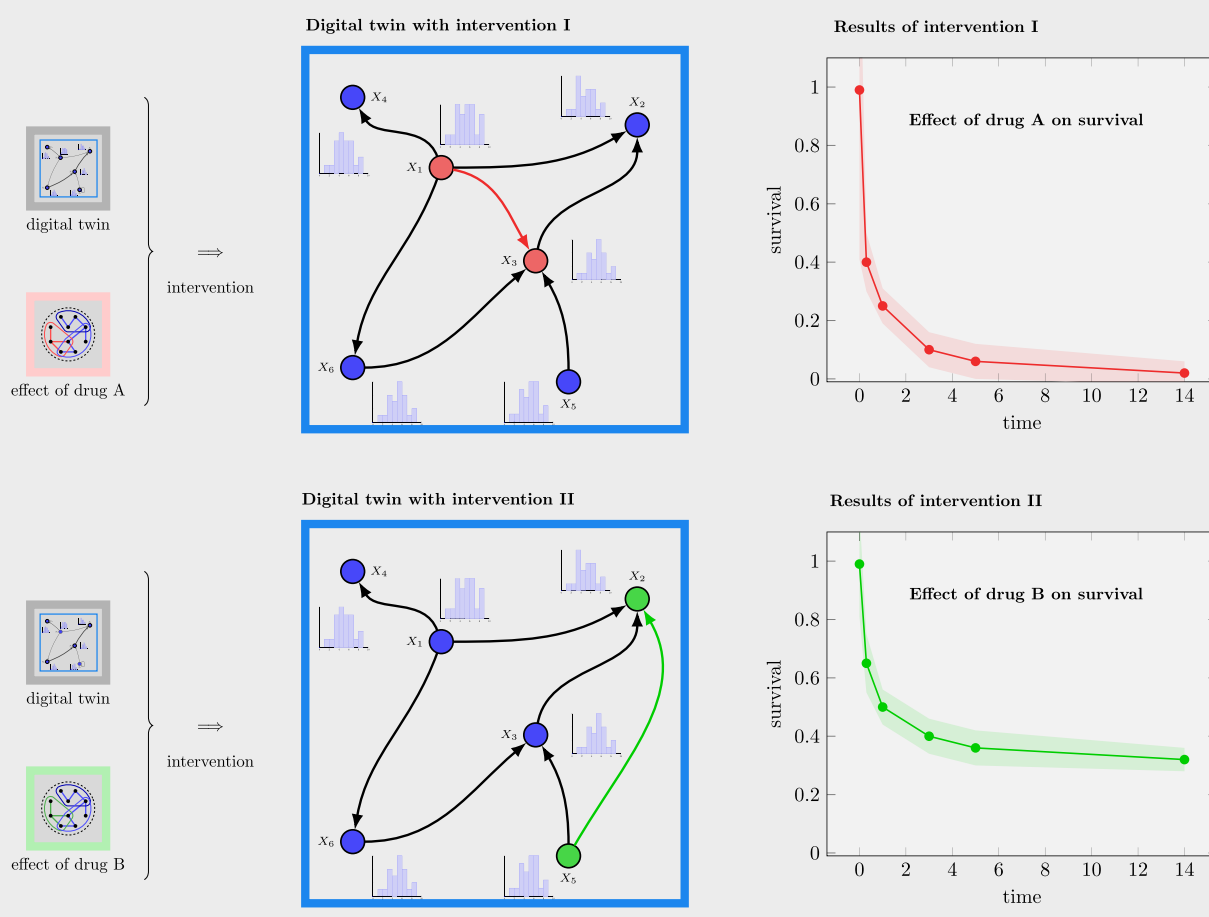 Digital twin with intervention I
Results of intervention I
X4
X2
X1
X3
X6
X5
digital twin
effect of drug A
⟹
intervention
Effect of drug A on survival
survival
1
0.8
0.6
0.4
0.2
0
0 2 4 6 8 10 12 14
time
Digital twin with intervention II
Results of intervention II
X4
X2
X1
X3
X6
X5
digital twin
effect of drug B
⟹
intervention
Effect of drug B on survival
survival
1
0.8
0.6
0.4
0.2
0
0 2 4 6 8 10 12 14
time